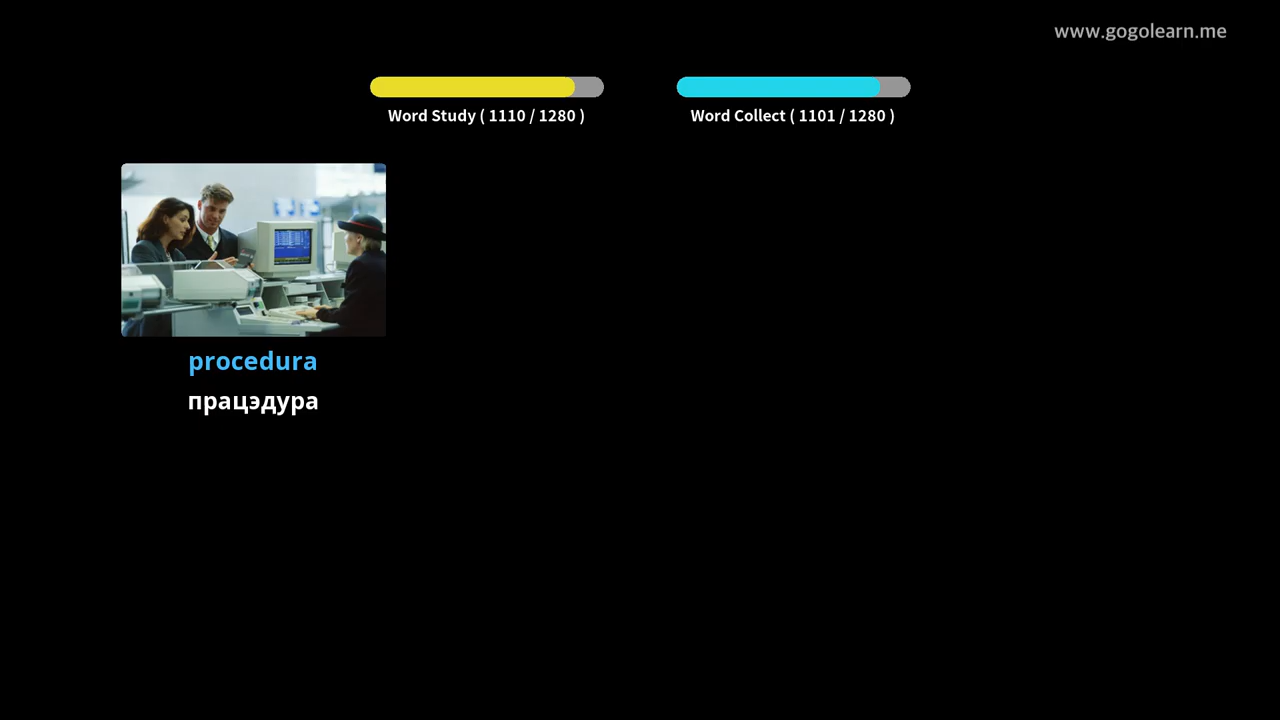 www.gogolearn.me
Word Study ( 1110 / 1280 )
Word Collect ( 1101 / 1280 )
procedura
працэдура